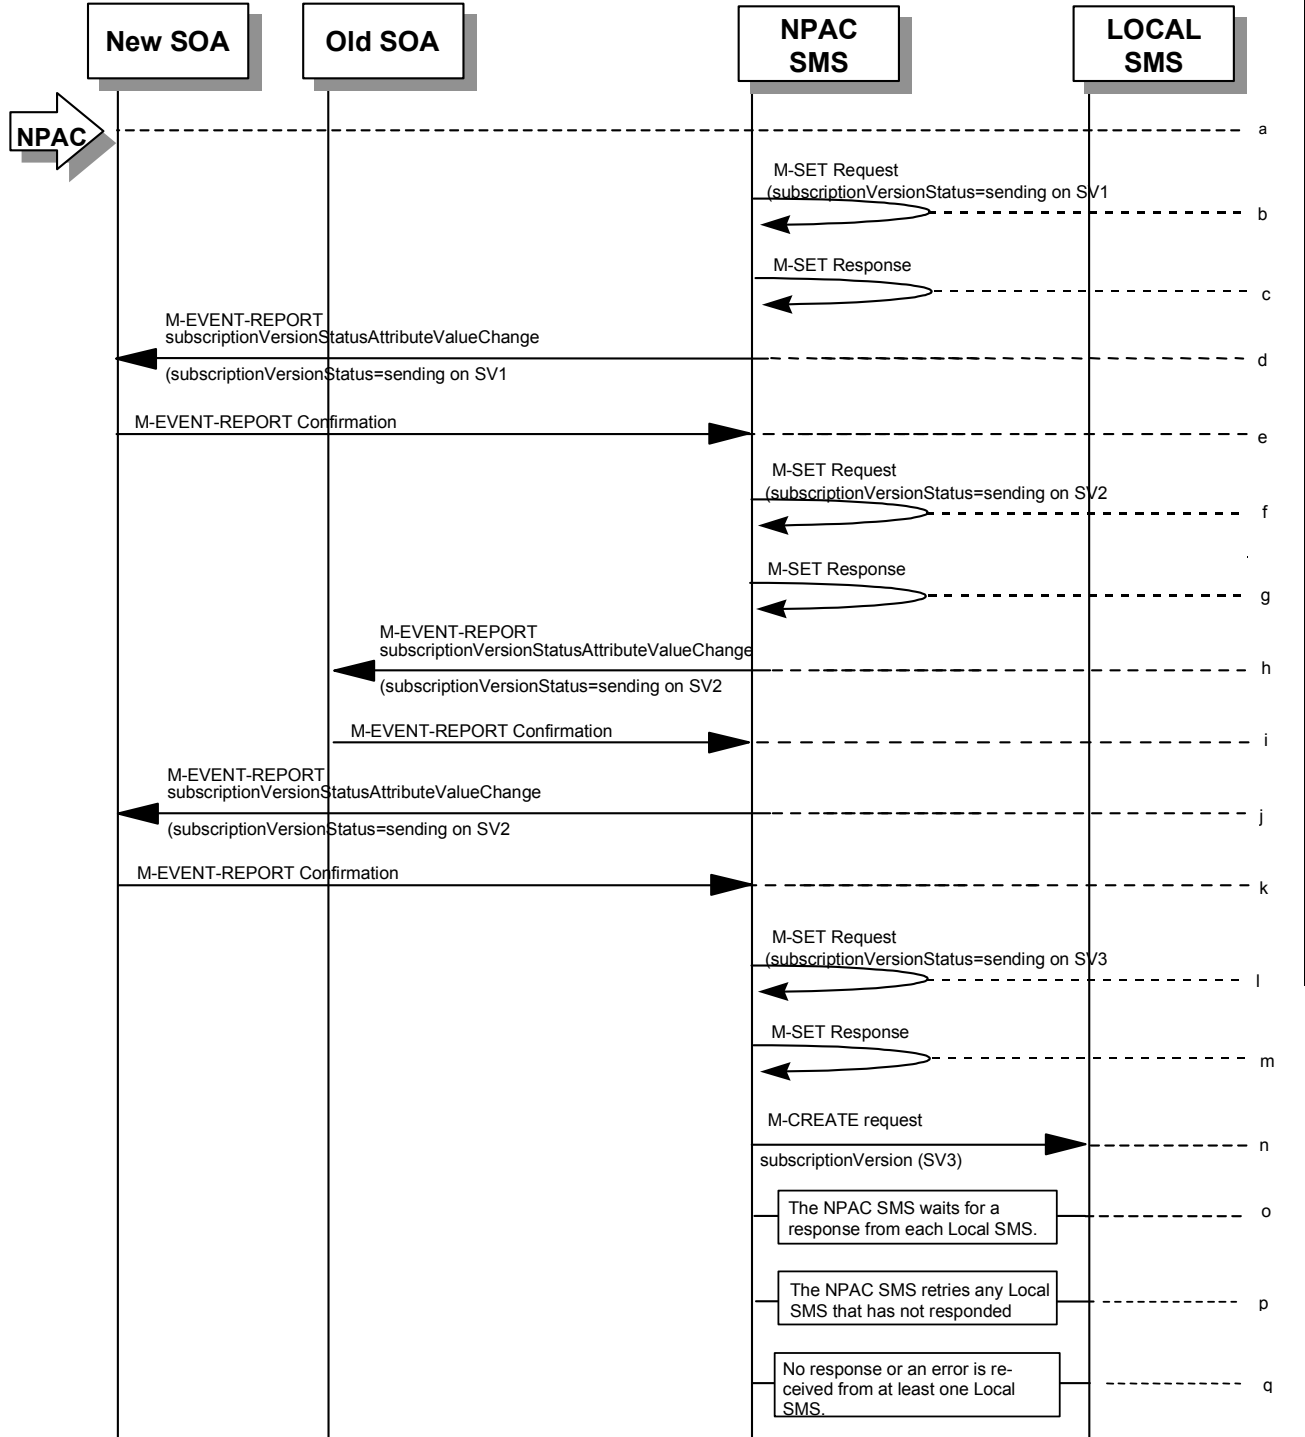 New SOA
Old SOA
NPAC
SMS
LOCAL
SMS
NPAC
a
M-SET Request
(subscriptionVersionStatus=sending on SV1
b
M-SET Response
c
M-EVENT-REPORT
subscriptionVersionStatusAttributeValueChange
(subscriptionVersionStatus=sending on SV1
d
M-EVENT-REPORT Confirmation
e
M-SET Request
(subscriptionVersionStatus=sending on SV2
f
M-SET Response
g
M-EVENT-REPORT
subscriptionVersionStatusAttributeValueChange
(subscriptionVersionStatus=sending on SV2
h
M-EVENT-REPORT Confirmation
i
M-EVENT-REPORT
subscriptionVersionStatusAttributeValueChange
(subscriptionVersionStatus=sending on SV2
j
M-EVENT-REPORT Confirmation
k
M-SET Request
(subscriptionVersionStatus=sending on SV3
l
M-SET Response
m
M-CREATE request
subscriptionVersion (SV3)
n
The NPAC SMS waits for a
response from each Local SMS.
o
The NPAC SMS retries any Local
SMS that has not responded
p
No response or an error is re-
ceived from at least one Local
SMS.
q